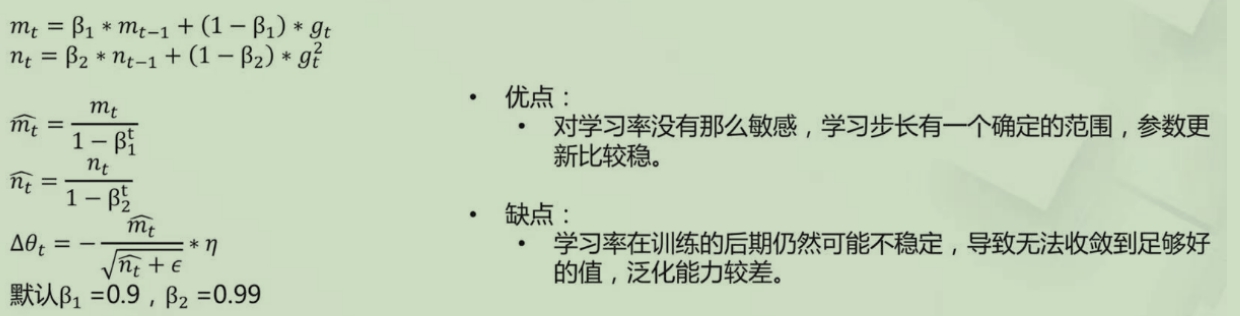 m_t = β_1 * m_{t-1} + (1 − β_1) * g_t
n_t = β_2 * n_{t-1} + (1 − β_2) * g_t^2
\widehat{m_t} = \frac{m_t}{1 − β_1^t}
\widehat{n_t} = \frac{n_t}{1 − β_2^t}
Δθ_t = −\frac{\widehat{m_t}}{\sqrt{\widehat{n_t} + ϵ}} * η
默认β_1 =0.9，β_2 =0.99
• 优点：
• 对学习率没有那么敏感，学习步长有一个确定的范围，参数更
新比较稳。
• 缺点：
• 学习率在训练的后期仍然可能不稳定，导致无法收敛到足够好
的值，泛化能力较差。